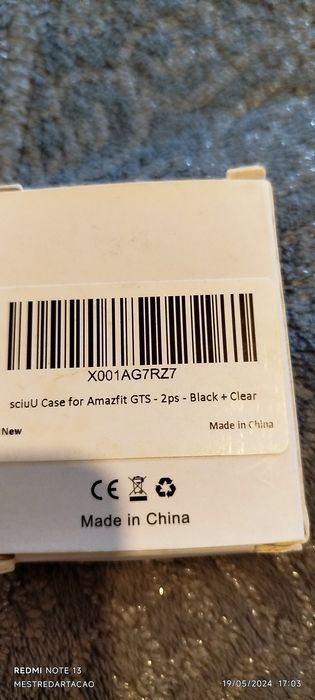 X001AG7RZ7
sciuU Case for Amazfit GTS - 2ps - Black + Clear
New Made in China
CE
Made in China
REDMI NOTE 13
MESTREDARTACAO 19/05/2024 17:03